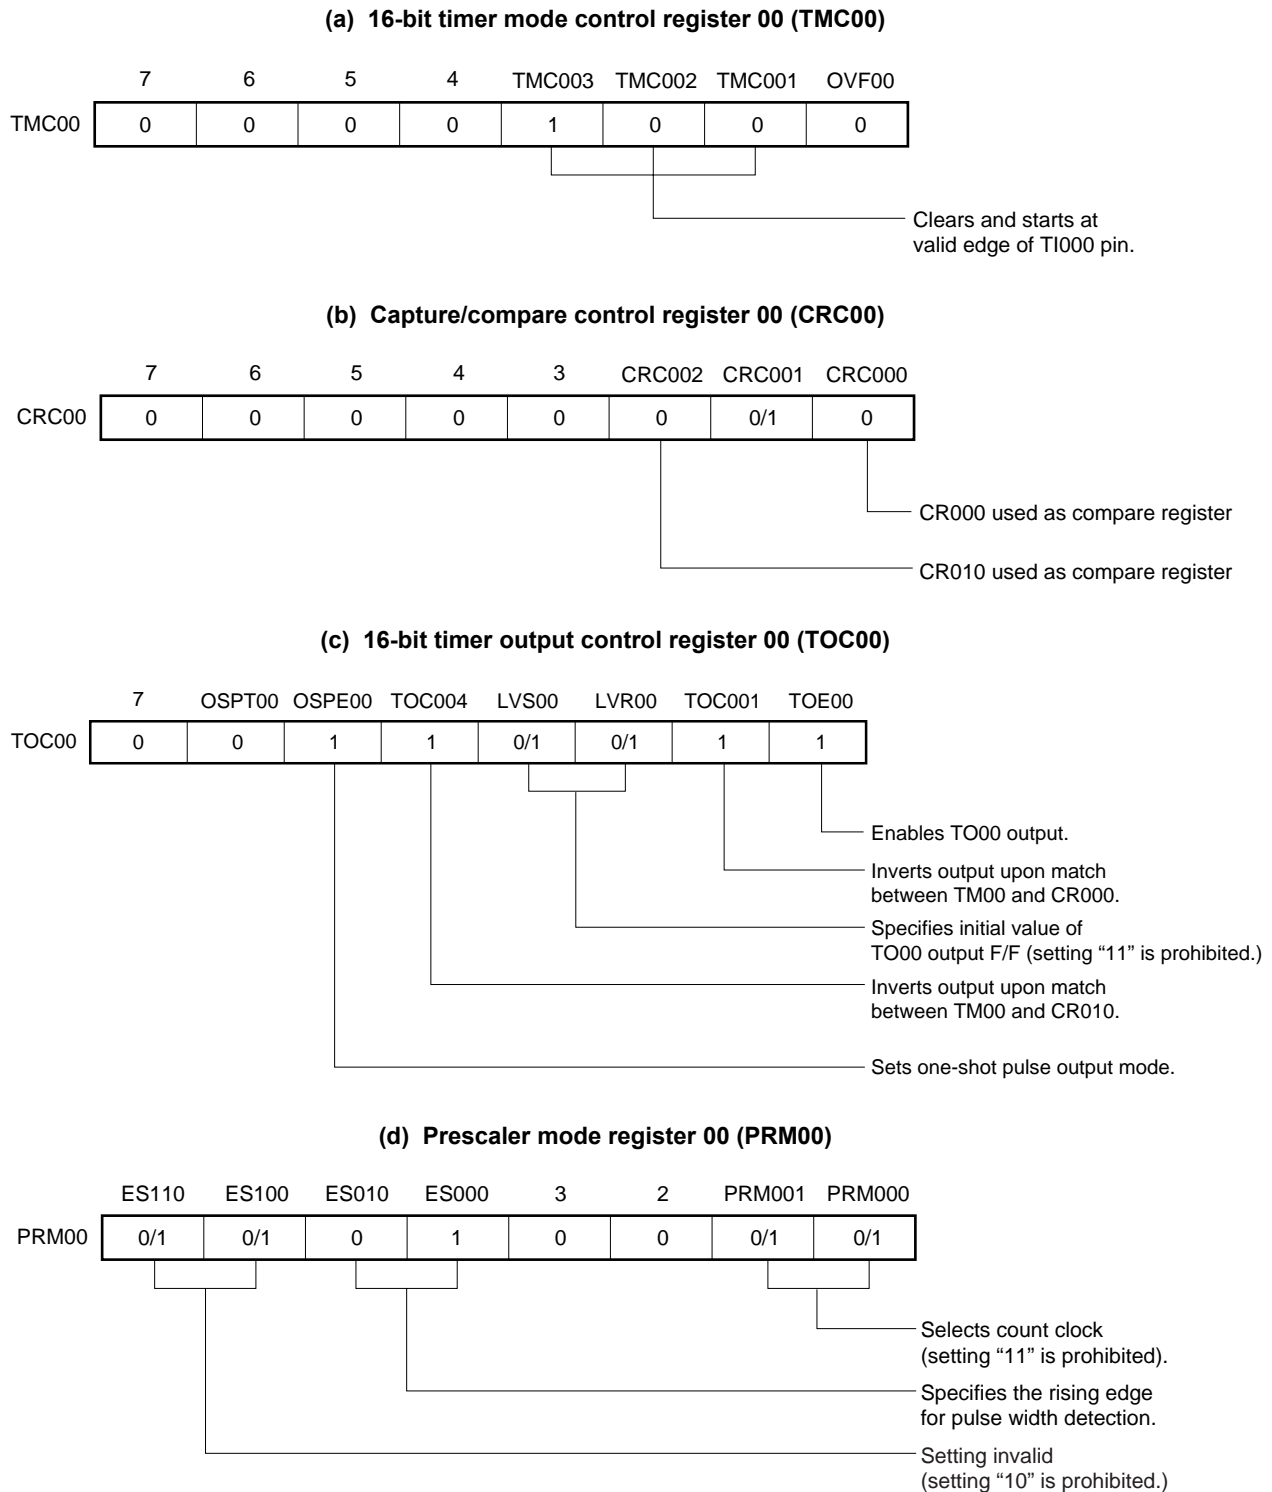 (a) 16-bit timer mode control register 00 (TMC00)
7 6 5 4 TMC003 TMC002 TMC001 OVF00
TMC00 0 0 0 0 1 0 0 0
Clears and starts at
valid edge of TI000 pin.
(b) Capture/compare control register 00 (CRC00)
7 6 5 4 3 CRC002 CRC001 CRC000
CRC00 0 0 0 0 0 0 0/1 0
CR000 used as compare register
CR010 used as compare register
(c) 16-bit timer output control register 00 (TOC00)
7 OSPT00 OSPE00 TOC004 LVS00 LVR00 TOC001 TOE00
TOC00 0 0 1 1 0/1 0/1 1 1
Enables TO00 output.
Inverts output upon match
between TM00 and CR000.
Specifies initial value of
TO00 output F/F (setting “11” is prohibited.)
Inverts output upon match
between TM00 and CR010.
Sets one-shot pulse output mode.
(d) Prescaler mode register 00 (PRM00)
ES110 ES100 ES010 ES000 3 2 PRM001 PRM000
PRM00 0/1 0/1 0 1 0 0 0/1 0/1
Selects count clock
(setting “11” is prohibited).
Specifies the rising edge
for pulse width detection.
Setting invalid
(setting “10” is prohibited.)